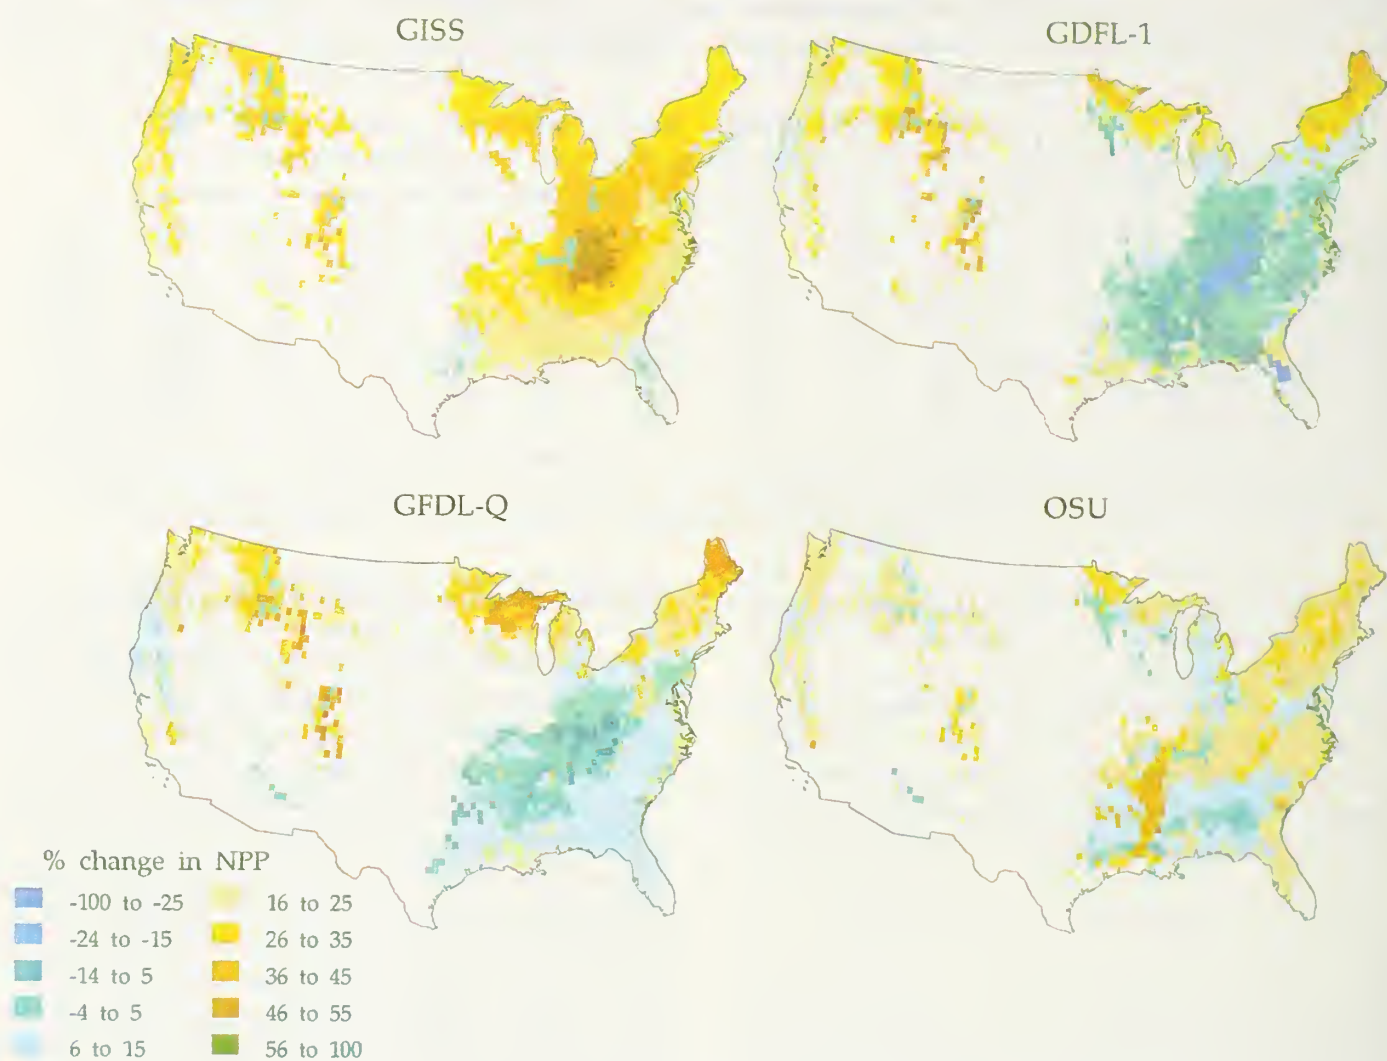 GISS
GDFL-1
GFDL-Q
OSU
% change in NPP
-100 to -25
-24 to -15
-14 to 5
-4 to 5
6 to 15
16 to 25
26 to 35
36 to 45
46 to 55
56 to 100